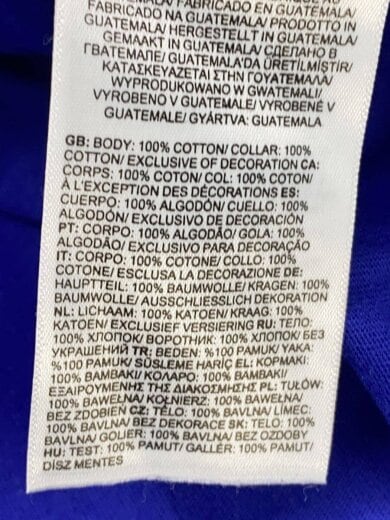 GUATEMALA/ FABRICADO EN GUATEMALA/
FABRICADO NA GUATEMALA/ PRODOTTO IN
GUATEMALA/ HERGESTELLT IN GUATEMALA/
GEMAAKT IN GUATEMALA/ СДЕЛАНО В
ГВАТЕМАЛЕ/ GUATEMALA'DA ÜRETİLMİŞTİR/
ΚΑΤΑΣΚΕΥΑΖΕΤΑΙ ΣΤΗΝ ΓΟΥΑΤΕΜΑΛΑ/
WYPRODUKOWANO W GWATEMALI/
VYROBENO V GUATEMALE/ VYROBENÉ V
GUATEMALE/ GYÁRTVA: GUATEMALA
GB: BODY: 100% COTTON/ COLLAR: 100%
COTTON/ EXCLUSIVE OF DECORATION CA:
CORPS: 100% COTON/ COL: 100% COTON/
À L'EXCEPTION DES DÉCORATIONS ES:
CUERPO: 100% ALGODÓN/ CUELLO: 100%
ALGODÓN/ EXCLUSIVO DE DECORACIÓN
PT: CORPO: 100% ALGODÃO/ GOLA: 100%
ALGODÃO/ EXCLUSIVO PARA DECORAÇÃO
IT: CORPO: 100% COTONE/ COLLO: 100%
COTONE/ ESCLUSA LA DECORAZIONE DE:
HAUPTTEIL: 100% BAUMWOLLE/ KRAGEN: 100%
BAUMWOLLE/ AUSSCHLIESSLICH DEKORATION
NL: LICHAAM: 100% KATOEN/ KRAAG: 100%
KATOEN/ EXCLUSIEF VERSIERING RU: ТЕЛО:
100% ХЛОПОК/ ВОРОТНИК: 100% ХЛОПОК/ БЕЗ
УКРАШЕНИЙ TR: BEDEN: %100 PAMUK/ YAKA:
%100 PAMUK/ SÜSLEME HARİÇ EL: ΚΟΡΜΑΚΙ:
100% ΒΑΜΒΑΚΙ/ ΚΟΛΑΡΟ: 100% ΒΑΜΒΑΚΙ/
ΕΞΑΙΡΟΥΜΕΝΗΣ ΤΗΣ ΔΙΑΚΟΣΜΗΣΗΣ PL: TUŁÓW:
100% BAWEŁNA/ KOŁNIERZ: 100% BAWEŁNA/
BEZ ZDOBIEŃ CZ: TĚLO: 100% BAVLNA/ LÍMEC:
100% BAVLNA/ BEZ DEKORACE SK: TELO: 100%
BAVLNA/ GOLIER: 100% BAVLNA/ BEZ OZDOBY
HU: TEST: 100% PAMUT/ GALLÉR: 100% PAMUT/
DÍSZ MENTES